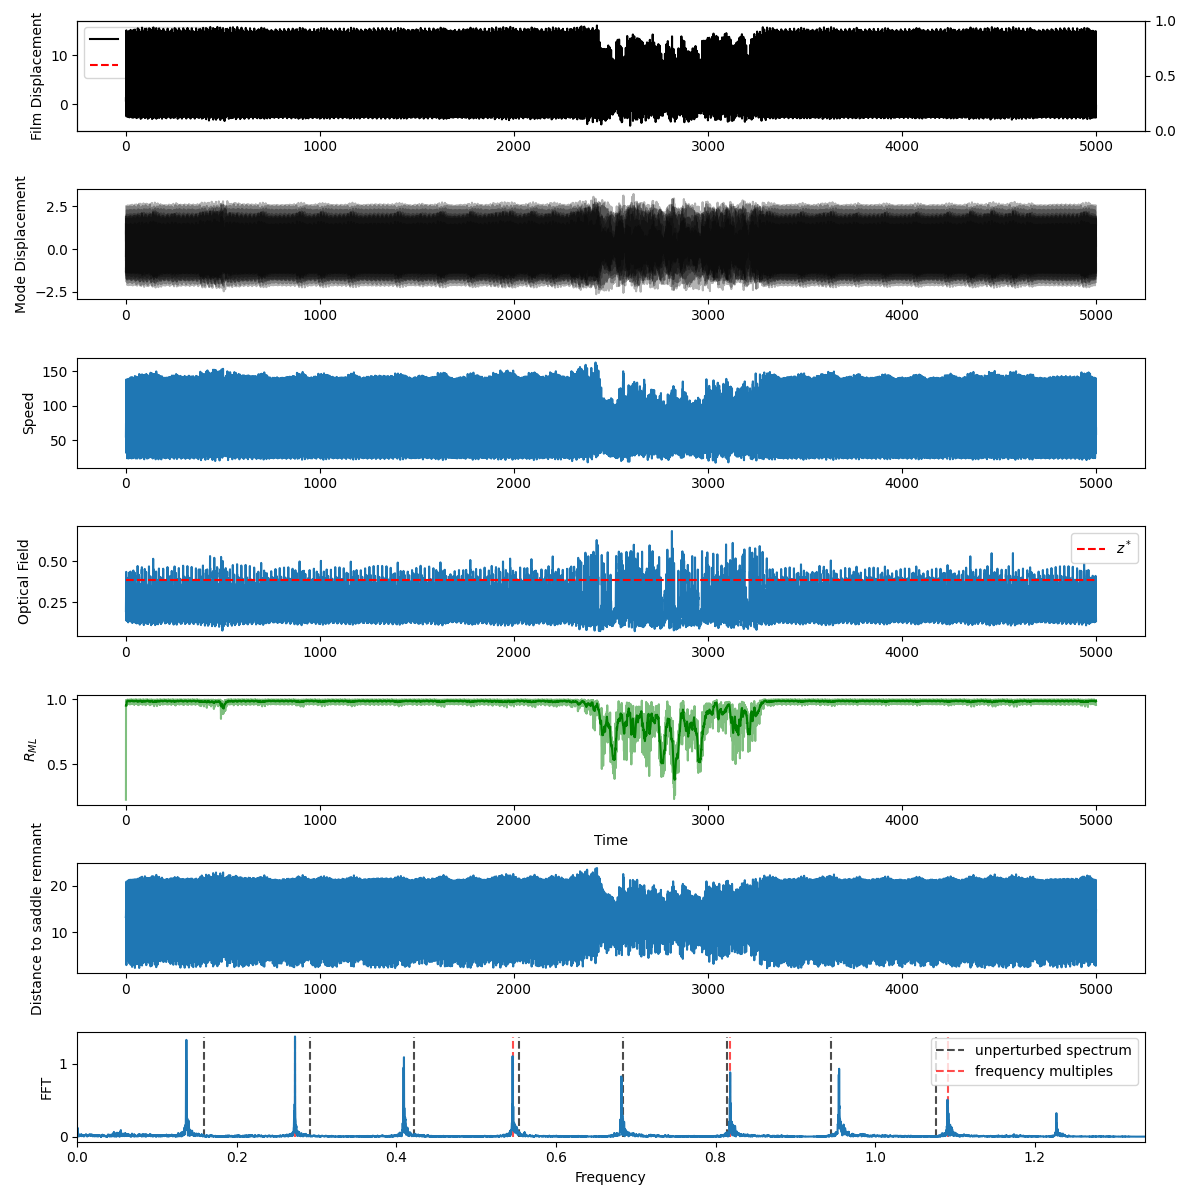 Film Displacement
10
0
1.0
0.5
0.0
0 1000 2000 3000 4000 5000
Mode Displacement
2.5
0.0
−2.5
0 1000 2000 3000 4000 5000
Speed
150
100
50
0 1000 2000 3000 4000 5000
Optical Field
0.50
0.25
z*
0 1000 2000 3000 4000 5000
R_ML
1.0
0.5
0 1000 2000 3000 4000 5000
Time
Distance to saddle remnant
20
10
0 1000 2000 3000 4000 5000
FFT
1
0
unperturbed spectrum
frequency multiples
0.0 0.2 0.4 0.6 0.8 1.0 1.2
Frequency